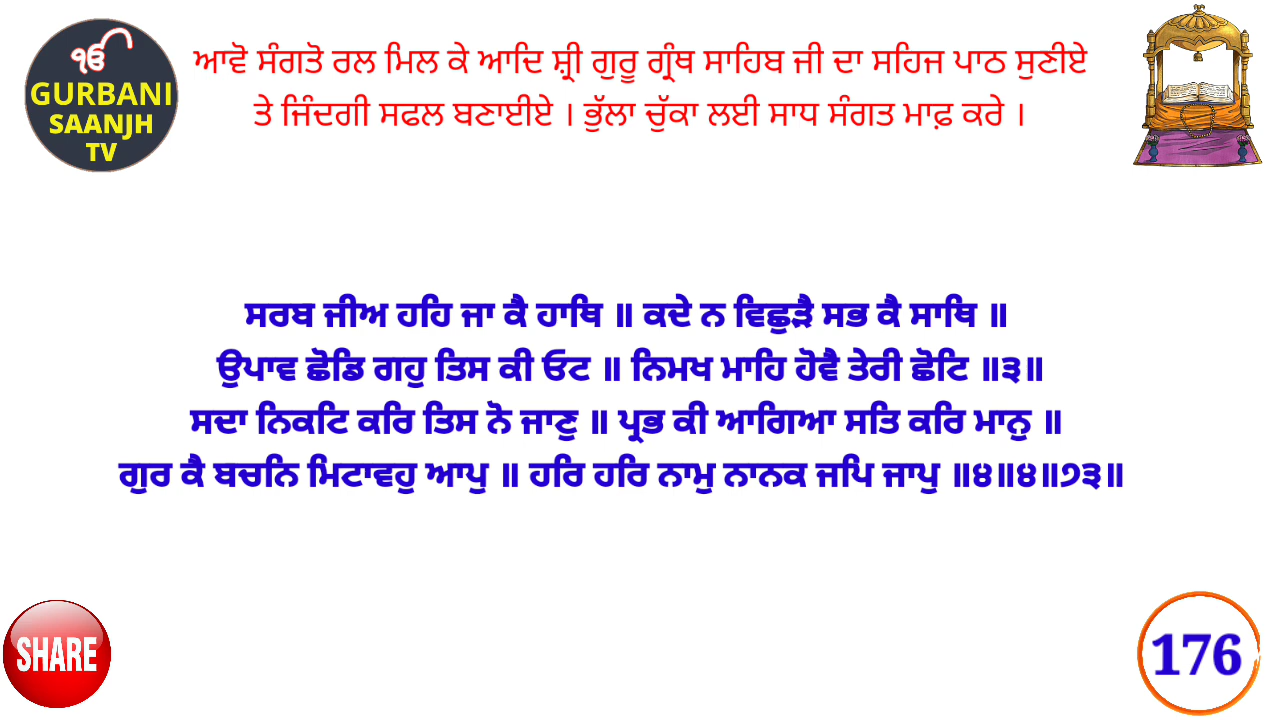 ੴ
GURBANI
SAANJH
TV
ਆਵੋ ਸੰਗਤੋ ਰਲ ਮਿਲ ਕੇ ਆਦਿ ਸ਼੍ਰੀ ਗੁਰੂ ਗ੍ਰੰਥ ਸਾਹਿਬ ਜੀ ਦਾ ਸਹਿਜ ਪਾਠ ਸੁਣੀਏ
ਤੇ ਜਿੰਦਗੀ ਸਫਲ ਬਣਾਈਏ । ਭੁੱਲਾ ਚੁੱਕਾ ਲਈ ਸਾਧ ਸੰਗਤ ਮਾਫ਼ ਕਰੇ ।
ਸਰਬ ਜੀਅ ਹਹਿ ਜਾ ਕੈ ਹਾਥਿ ॥ ਕਦੇ ਨ ਵਿਛੁੜੈ ਸਭ ਕੈ ਸਾਥਿ ॥
ਉਪਾਵ ਛੋਡਿ ਗਹੁ ਤਿਸ ਕੀ ਓਟ ॥ ਨਿਮਖ ਮਾਹਿ ਹੋਵੈ ਤੇਰੀ ਛੋਟਿ ॥੩॥
ਸਦਾ ਨਿਕਟਿ ਕਰਿ ਤਿਸ ਨੋ ਜਾਣੁ ॥ ਪ੍ਰਭ ਕੀ ਆਗਿਆ ਸਤਿ ਕਰਿ ਮਾਨੁ ॥
ਗੁਰ ਕੈ ਬਚਨਿ ਮਿਟਾਵਹੁ ਆਪੁ ॥ ਹਰਿ ਹਰਿ ਨਾਮੁ ਨਾਨਕ ਜਪਿ ਜਾਪੁ ॥੪॥੪॥੭੩॥
SHARE
176